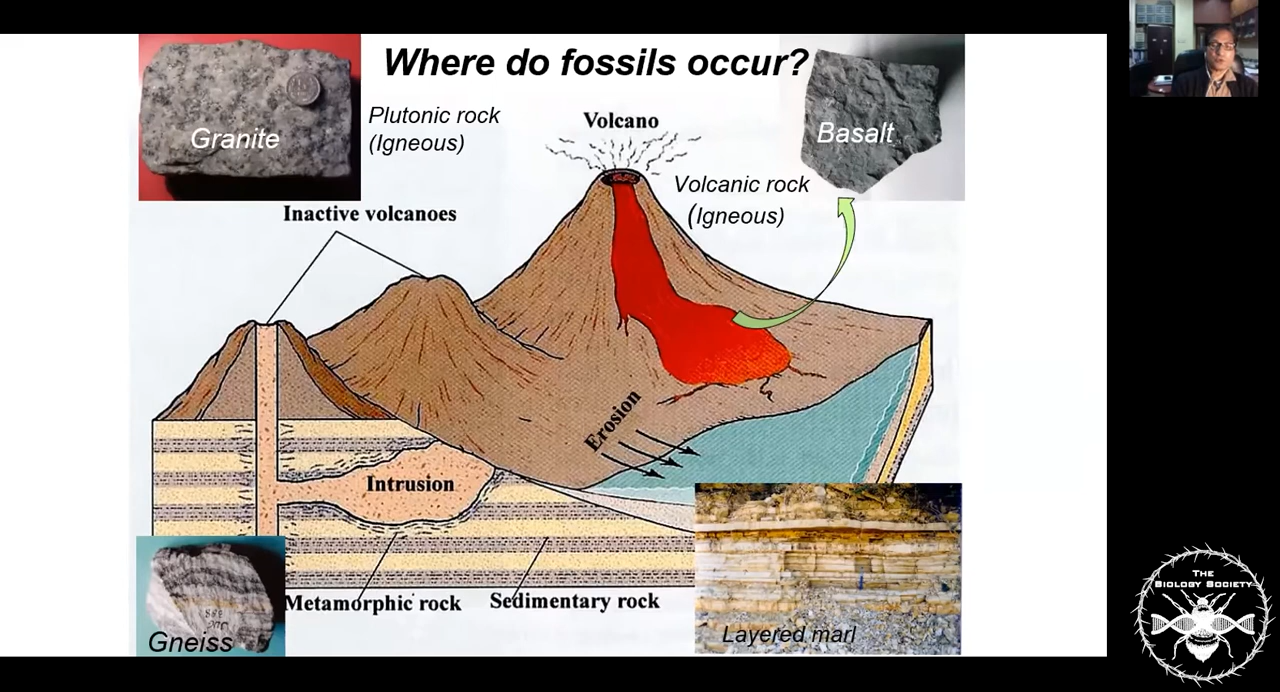 Where do fossils occur?
Granite
Plutonic rock
(Igneous)
Volcano
Basalt
Volcanic rock
(Igneous)
Inactive volcanoes
Erosion
Intrusion
Metamorphic rock
Sedimentary rock
Gneiss
Layered marl
THE
BIOLOGY SOCIETY